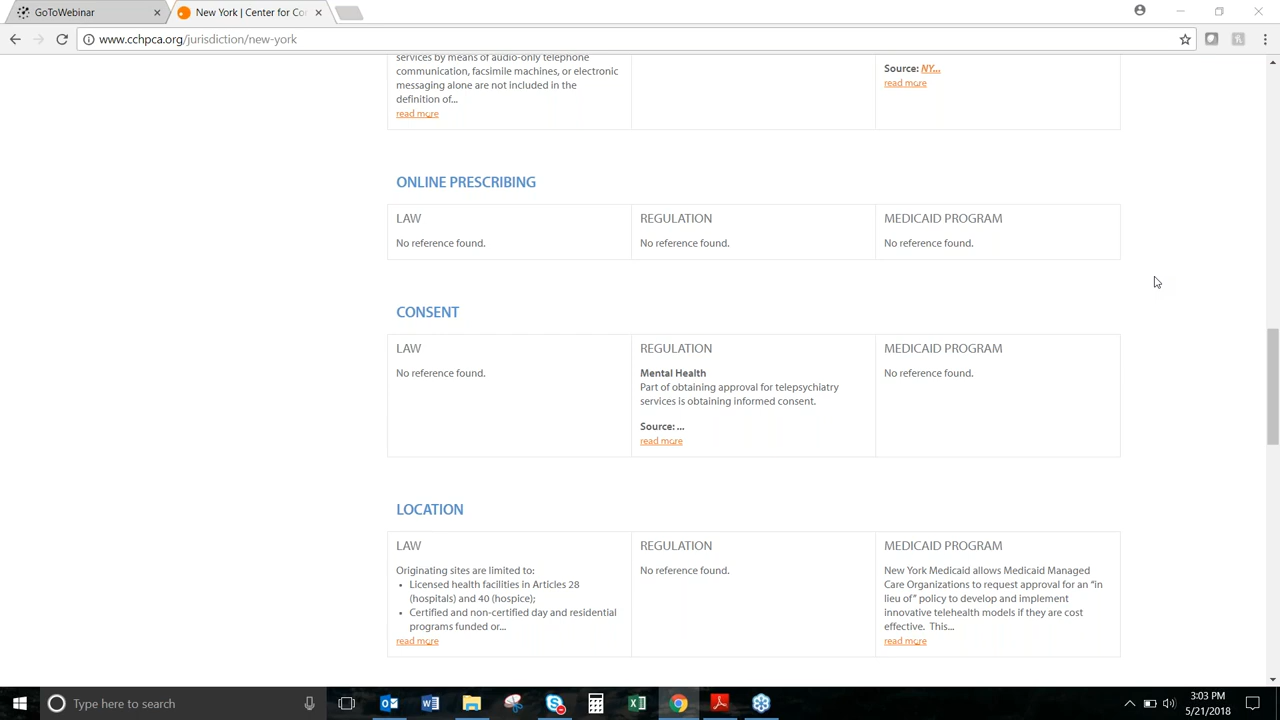 GoToWebinar
New York | Center for Co
www.cchpca.org/jurisdiction/new-york
services by means of audio-only telephone
communication, facsimile machines, or electronic
messaging alone are not included in the
definition of...
read more
Source: NY...
read more
ONLINE PRESCRIBING
LAW
No reference found.
REGULATION
No reference found.
MEDICAID PROGRAM
No reference found.
CONSENT
LAW
No reference found.
REGULATION
Mental Health
Part of obtaining approval for telepsychiatry
services is obtaining informed consent.
Source: ...
read more
MEDICAID PROGRAM
No reference found.
LOCATION
LAW
Originating sites are limited to:
• Licensed health facilities in Articles 28
(hospitals) and 40 (hospice);
• Certified and non-certified day and residential
programs funded or...
read more
REGULATION
No reference found.
MEDICAID PROGRAM
New York Medicaid allows Medicaid Managed
Care Organizations to request approval for an “in
lieu of” policy to develop and implement
innovative telehealth models if they are cost
effective. This...
read more
Type here to search
3:03 PM
5/21/2018